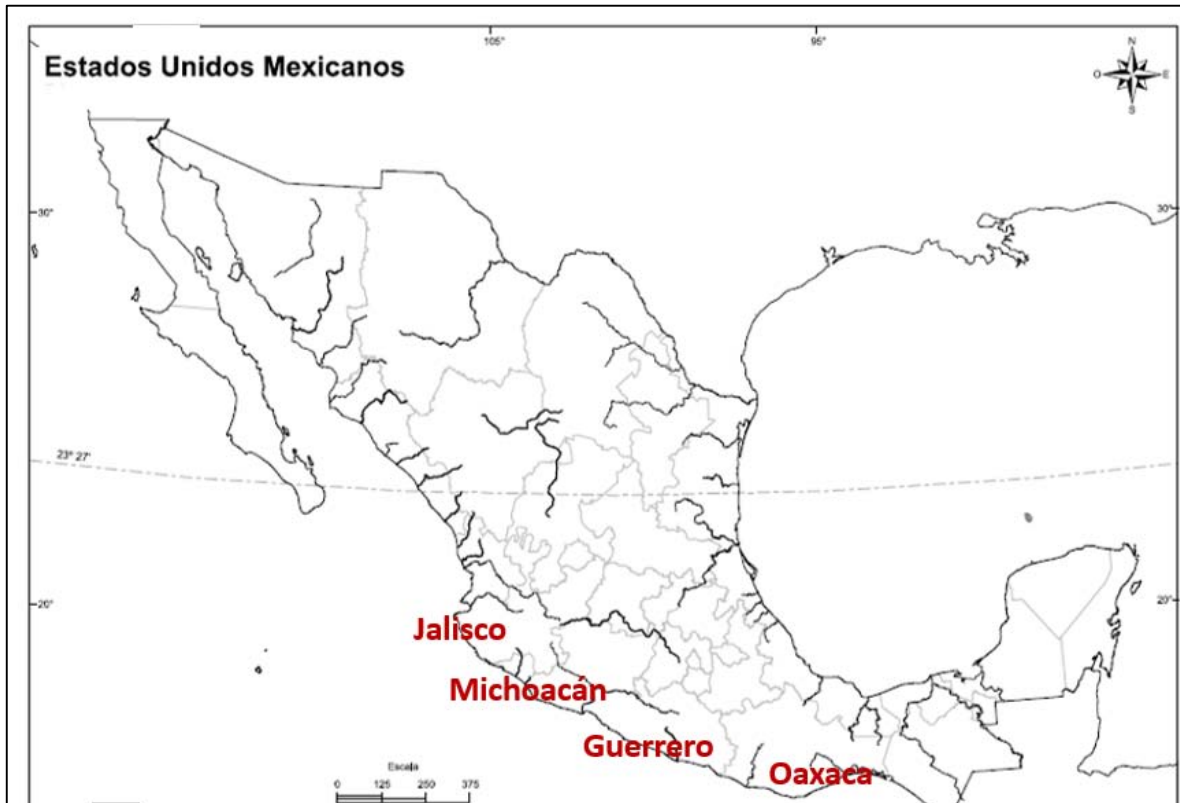 105°
95°
Estados Unidos Mexicanos
N
O
E
S
30°
30°
23° 27'
20°
20°
Jalisco
Michoacán
Guerrero
Oaxaca
Escala
0 125 250 375